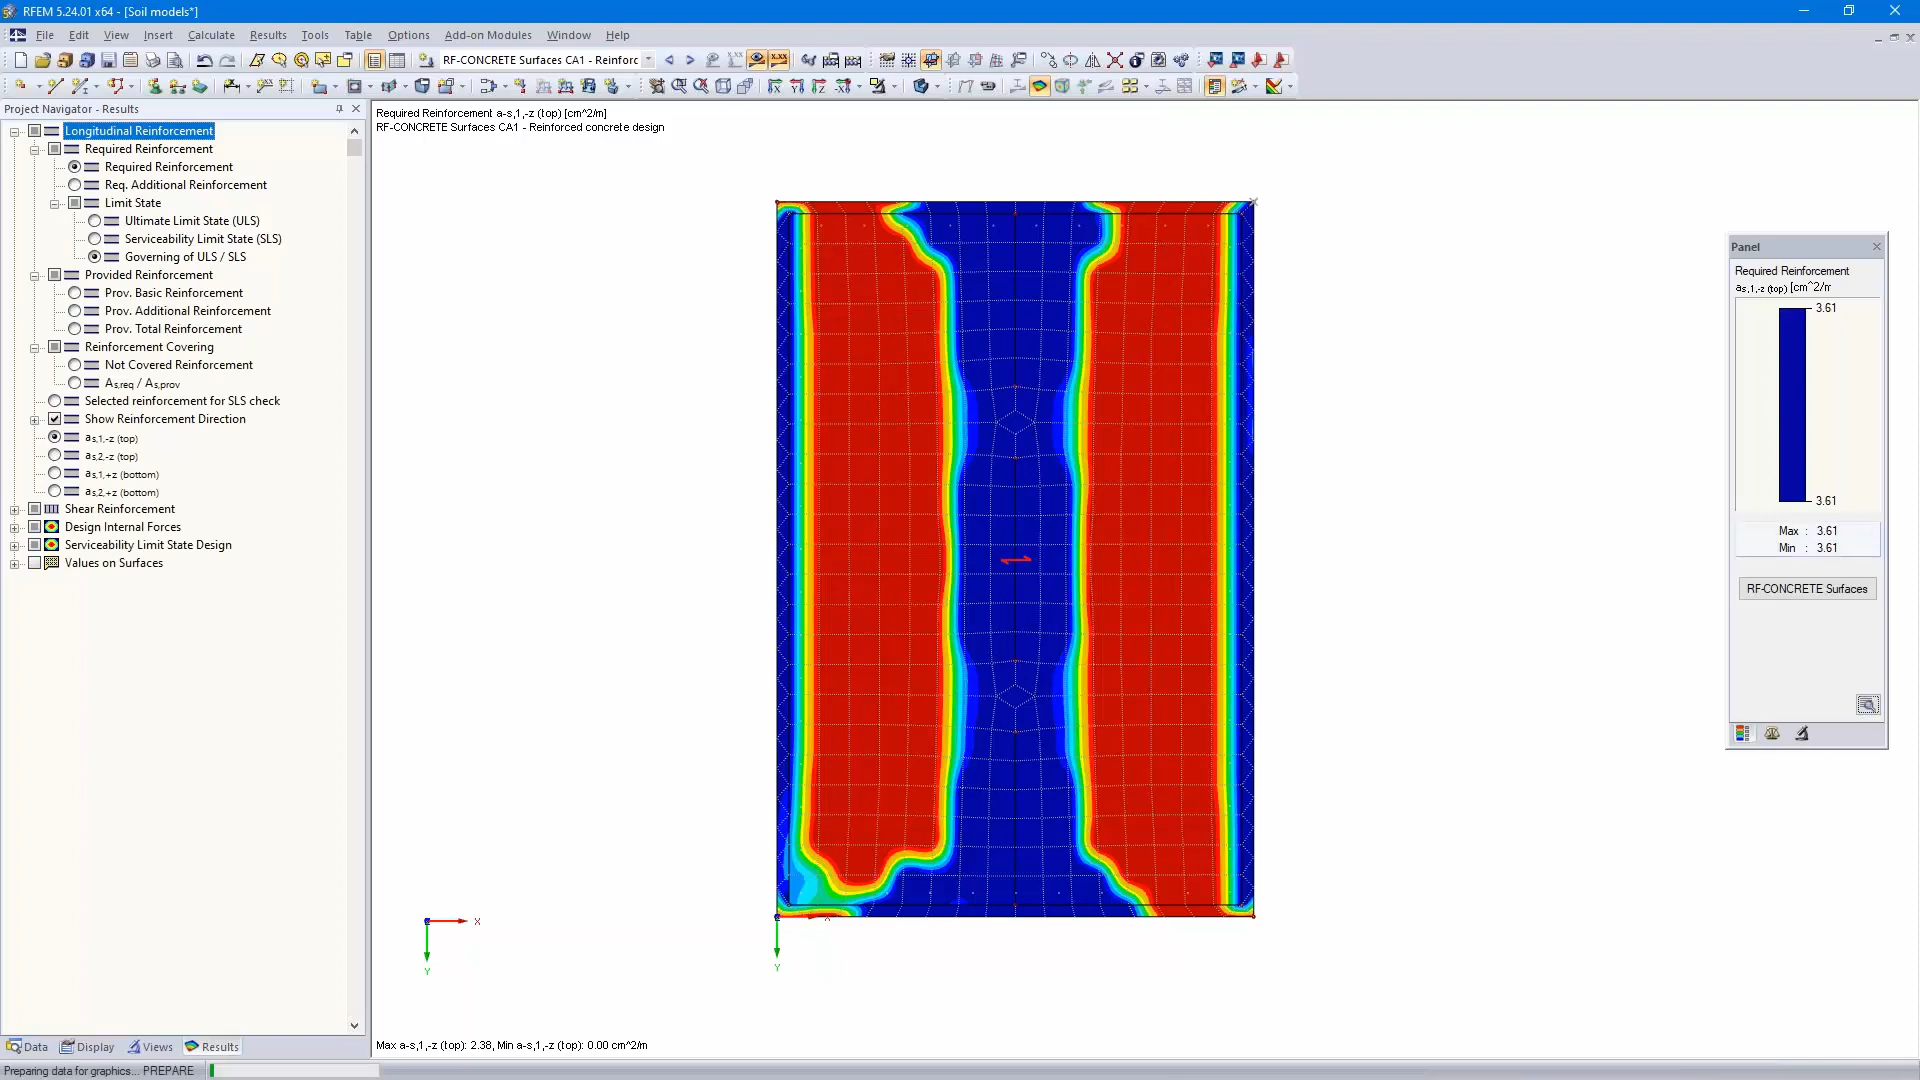 RFEM 5.24.01 x64 - [Soil models*]
File Edit View Insert Calculate Results Tools Table Options Add-on Modules Window Help
RF-CONCRETE Surfaces CA1 - Reinforc
Project Navigator - Results
Longitudinal Reinforcement
Required Reinforcement
Required Reinforcement
Req. Additional Reinforcement
Limit State
Ultimate Limit State (ULS)
Serviceability Limit State (SLS)
Governing of ULS / SLS
Provided Reinforcement
Prov. Basic Reinforcement
Prov. Additional Reinforcement
Prov. Total Reinforcement
Reinforcement Covering
Not Covered Reinforcement
As,req / As,prov
Selected reinforcement for SLS check
Show Reinforcement Direction
as,1,-z (top)
as,2,-z (top)
as,1,+z (bottom)
as,2,+z (bottom)
Shear Reinforcement
Design Internal Forces
Serviceability Limit State Design
Values on Surfaces
Data Display Views Results
Preparing data for graphics... PREPARE
Required Reinforcement a-s,1,-z (top) [cm^2/m]
RF-CONCRETE Surfaces CA1 - Reinforced concrete design
X
Y
Y
Max a-s,1,-z (top): 2.38, Min a-s,1,-z (top): 0.00 cm^2/m
Panel
Required Reinforcement
as,1,-z (top) [cm^2/m
3.61
3.61
Max : 3.61
Min : 3.61
RF-CONCRETE Surfaces